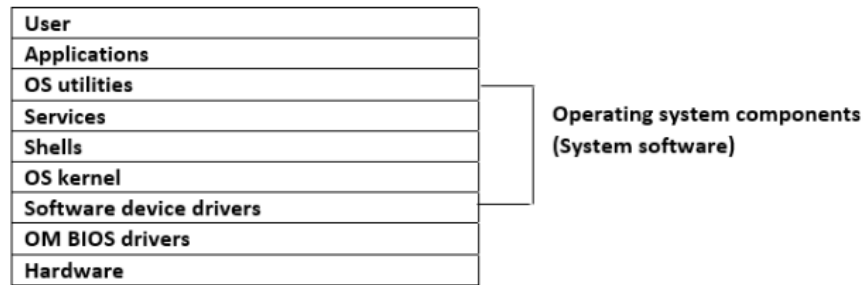 User
Applications
OS utilities
Services
Shells
OS kernel
Software device drivers
OM BIOS drivers
Hardware
Operating system components
(System software)